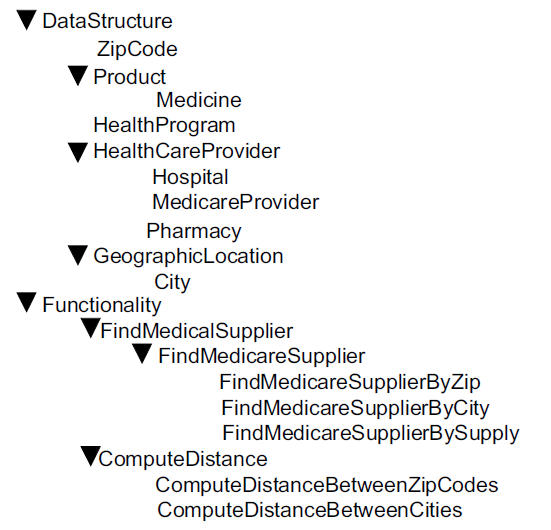 DataStructure
ZipCode
Product
Medicine
HealthProgram
HealthCareProvider
Hospital
MedicareProvider
Pharmacy
GeographicLocation
City
Functionality
FindMedicalSupplier
FindMedicareSupplier
FindMedicareSupplierByZip
FindMedicareSupplierByCity
FindMedicareSupplierBySupply
ComputeDistance
ComputeDistanceBetweenZipCodes
ComputeDistanceBetweenCities